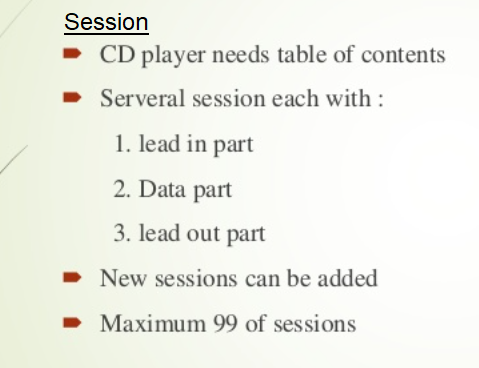 Session
CD player needs table of contents
Serveral session each with :
1. lead in part
2. Data part
3. lead out part
New sessions can be added
Maximum 99 of sessions